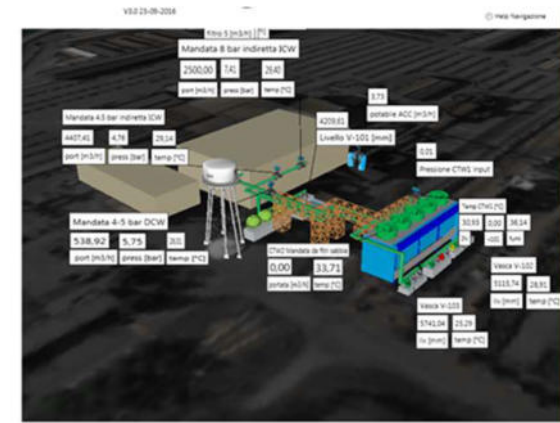 V3.0 23-09-2016
Help Navigazione
filtro 5 [m3/h]
Mandata 8 bar indiretta ICW
2500,00 7,41 29,40
port [m3/h] press [bar] temp [°C]
Mandata 4.5 bar indiretta ICW
4407,41 4,76 29,14
port [m3/h] press [bar] temp [°C]
3,73
potabile ACC [m3/h]
4209,61
Livello V-101 [mm]
0,01
Pressione CTW1 input
Temp CTW1 [°C]
30,93 0,00 36,14
Mandata 4-5 bar DCW
538,92 5,75
port [m3/h] press [bar] temp [°C]
CTW2 Mandata da filtri sabbia
0,00 33,71
portata [m3/h] temp [°C]
Vasca V-102
5115,74 28,91
liv [mm] temp [°C]
Vasca V-103
5741,04 25,29
liv [mm] temp [°C]